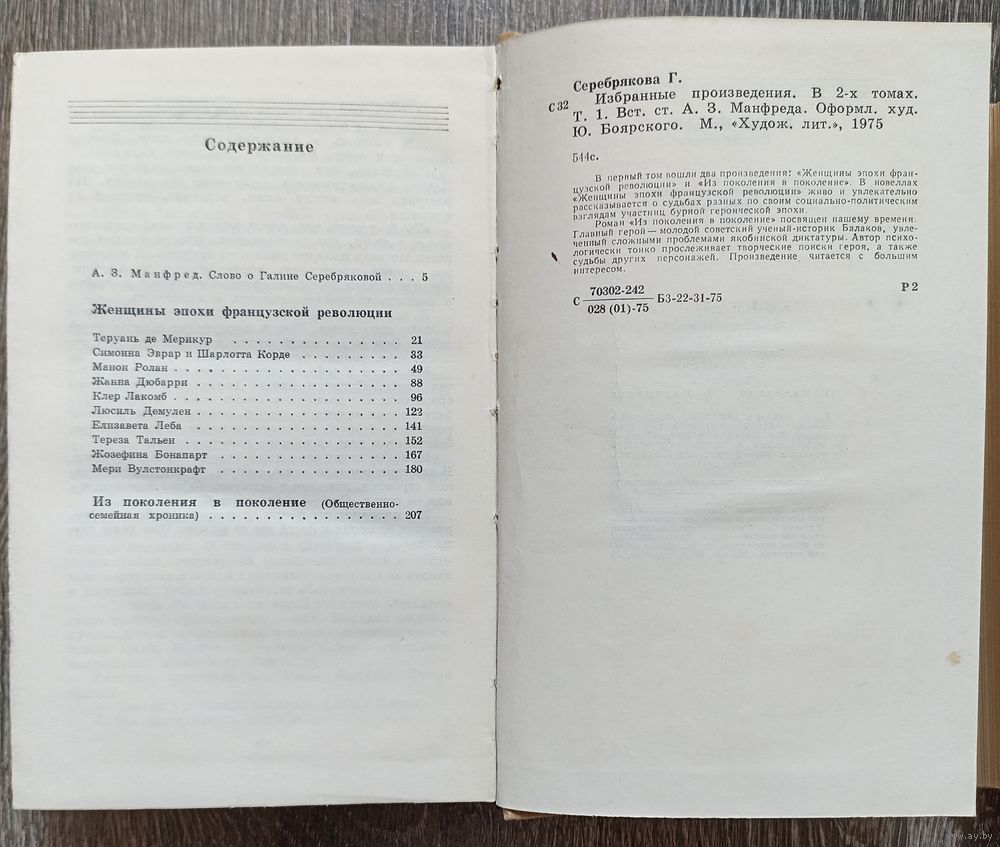 Содержание
А. З. Манфред. Слово о Галине Серебряковой . . . 5
Женщины эпохи французской революции
Теруань де Мерикур . . . . . . . . . . . . . . . 21
Симонна Эврар и Шарлотта Корде . . . . . . . . . 33
Манон Ролан . . . . . . . . . . . . . . . . . . . . 49
Жанна Дюбарри . . . . . . . . . . . . . . . . . . 88
Клер Лакомб . . . . . . . . . . . . . . . . . . . . 96
Люсиль Демулен . . . . . . . . . . . . . . . . . . 122
Елизавета Леба . . . . . . . . . . . . . . . . . . . 141
Тереза Тальен . . . . . . . . . . . . . . . . . . . 152
Жозефина Бонапарт . . . . . . . . . . . . . . . . 167
Мери Вулстонкрафт . . . . . . . . . . . . . . . . 180
Из поколения в поколение (Общественно-
семейная хроника) . . . . . . . . . . . . . . . . . 207
Серебрякова Г.
С 32 Избранные произведения. В 2-х томах.
Т. 1. Вст. ст. А. З. Манфреда. Оформл. худ.
Ю. Боярского. М., «Худож. лит.», 1975
544с.
В первый том вошли два произведения: «Женщины эпохи фран-
цузской революции» и «Из поколения в поколение». В новеллах
«Женщины эпохи французской революции» живо и увлекательно
рассказывается о судьбах разных по своим социально-политическим
взглядам участниц бурной героической эпохи.
Роман «Из поколения в поколение» посвящен нашему времени.
Главный герой — молодой советский ученый-историк Балаков, увле-
ченный сложными проблемами якобинской диктатуры. Автор психо-
логически тонко прослеживает творческие поиски героя, а также
судьбы других персонажей. Произведение читается с большим
интересом.
70302-242
С Б3-22-31-75 Р 2
028 (01)-75
www.ay.by